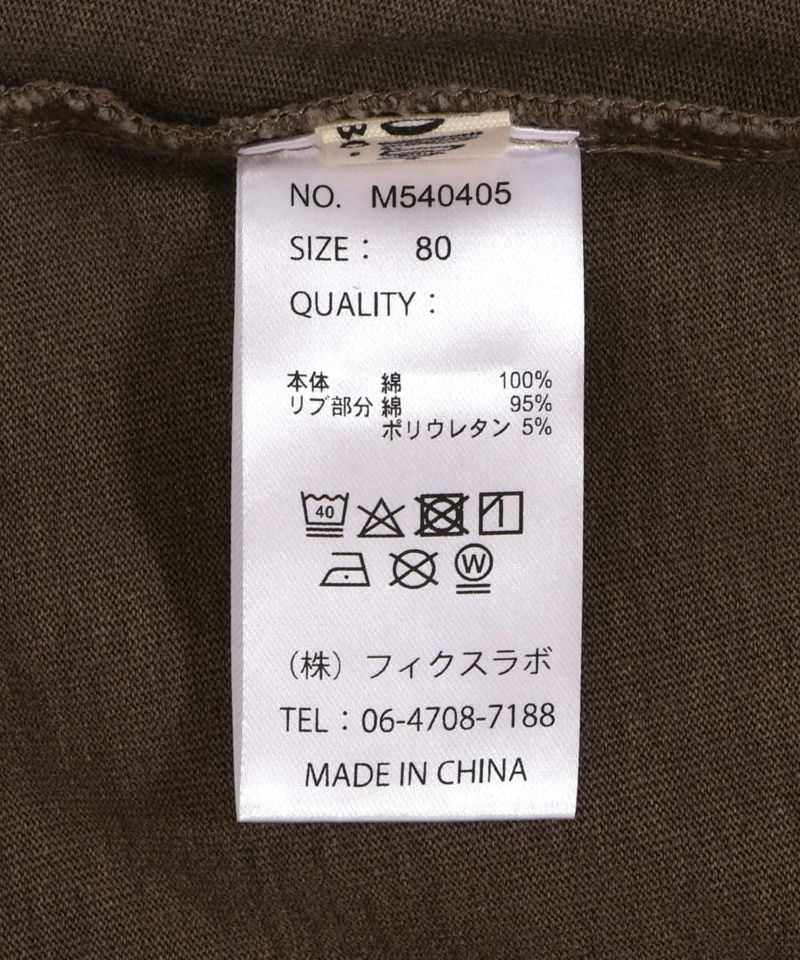 NO. M540405
SIZE： 80
QUALITY：
本体 綿 100%
リブ部分 綿 95%
ポリウレタン 5%
40
W
（株）フィクスラボ
TEL：06-4708-7188
MADE IN CHINA